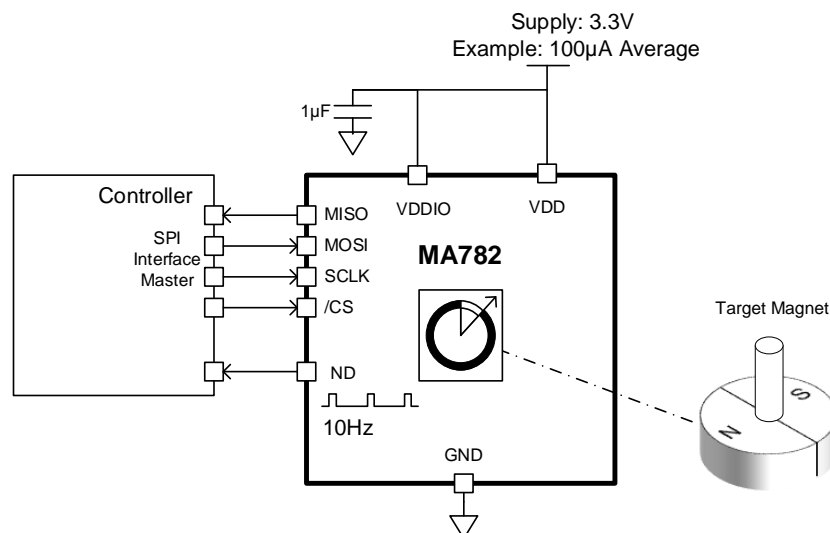 Supply: 3.3V
Example: 100µA Average
1µF
Controller
SPI
Interface
Master
MISO
MOSI
SCLK
/CS
ND
10Hz
VDDIO
VDD
MA782
GND
Target Magnet
N
S